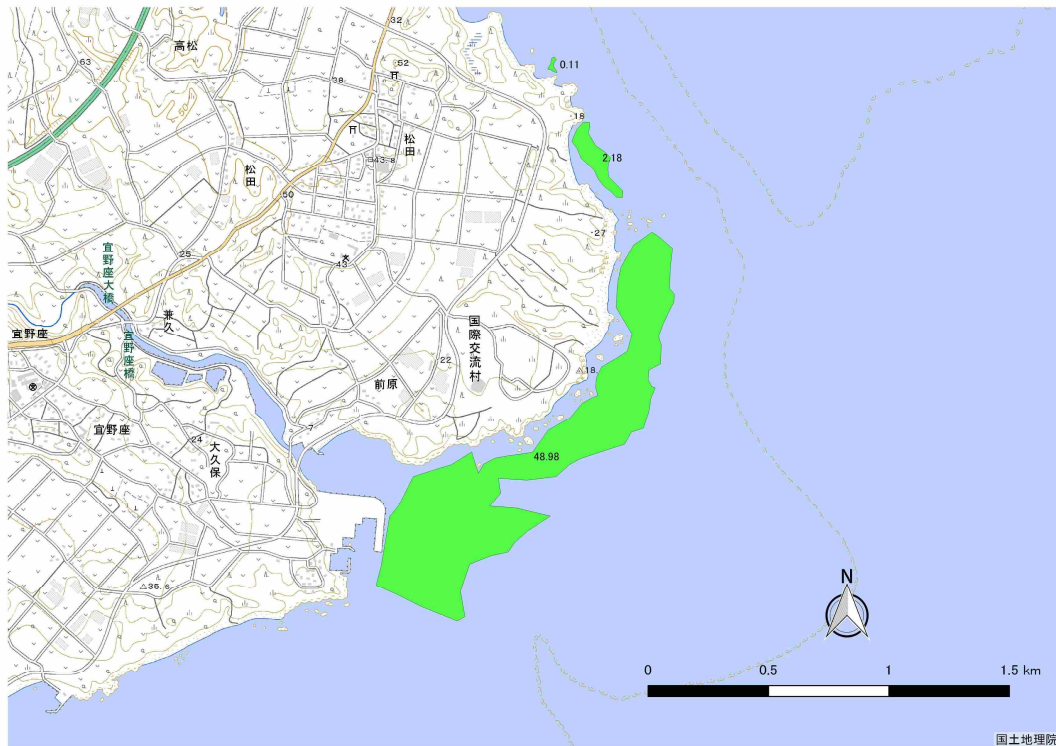 32
高松
52
0.11
63
38
18
松田
43.8
2.18
松田
50
27
宜野座大橋
25
43
兼久
国際交流村
宜野座
宜野座橋
22
18
前原
7
24
宜野座
大久保
48.98
36.6
N
0
0.5
1
1.5 km
国土地理院